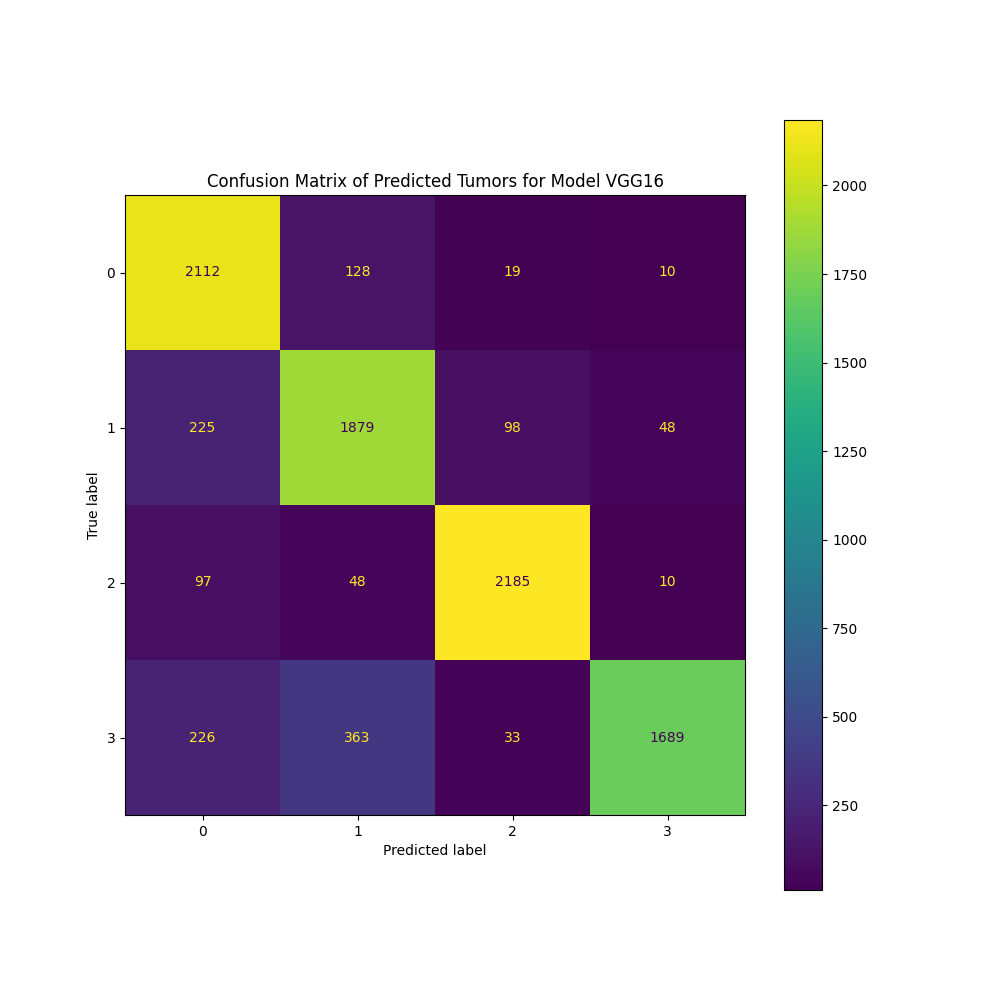 Confusion Matrix of Predicted Tumors for Model VGG16
0 2112 128 19 10
1 225 1879 98 48
2 97 48 2185 10
3 226 363 33 1689
0 1 2 3
Predicted label
True label
2000
1750
1500
1250
1000
750
500
250